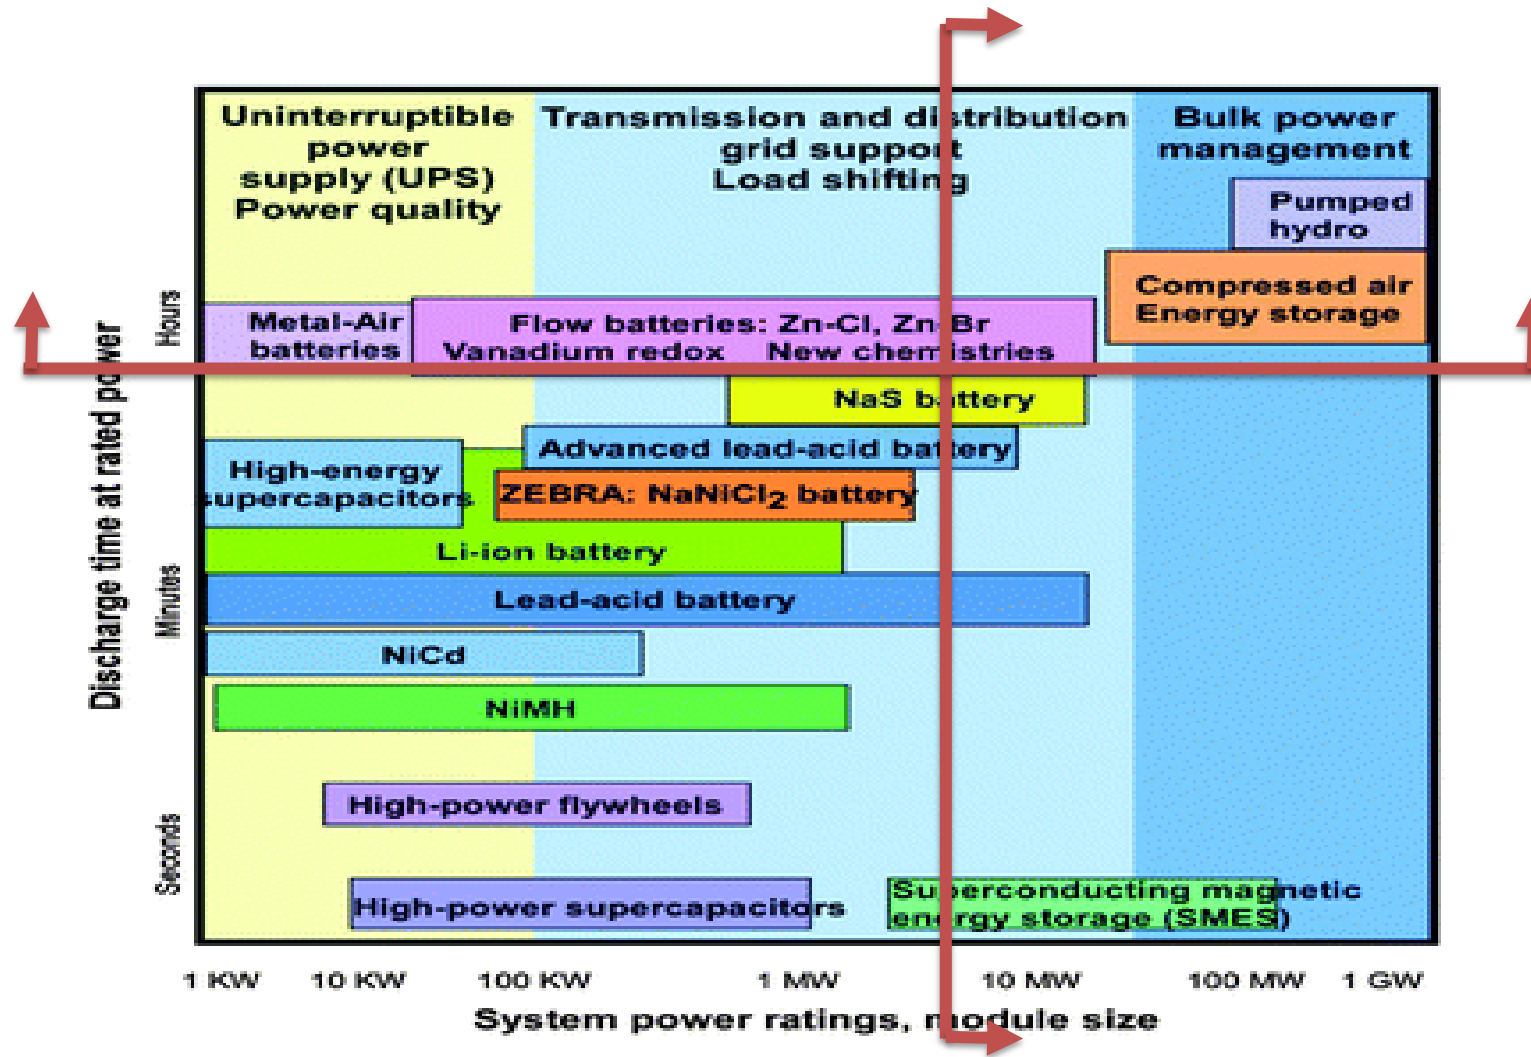 Uninterruptible
power
supply (UPS)
Power quality
Transmission and distribution
grid support
Load shifting
Bulk power
management
Pumped
hydro
Compressed air
Energy storage
Metal-Air
batteries
Flow batteries: Zn-Cl, Zn-Br
Vanadium redox New chemistries
NaS battery
Advanced lead-acid battery
High-energy
supercapacitors
ZEBRA: NaNiCl2 battery
Li-ion battery
Lead-acid battery
NiCd
NiMH
High-power flywheels
High-power supercapacitors
Superconducting magnetic
energy storage (SMES)
Discharge time at rated power
Hours
Minutes
Seconds
1 KW 10 KW 100 KW 1 MW 10 MW 100 MW 1 GW
System power ratings, module size